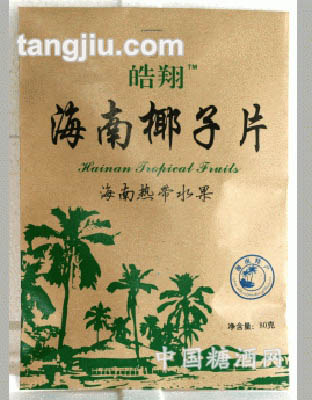 tangjiu.com
皓翔™
海南椰子片
Hainan Tropical Fruits
海南热带水果
净含量: 80克
中国糖酒网